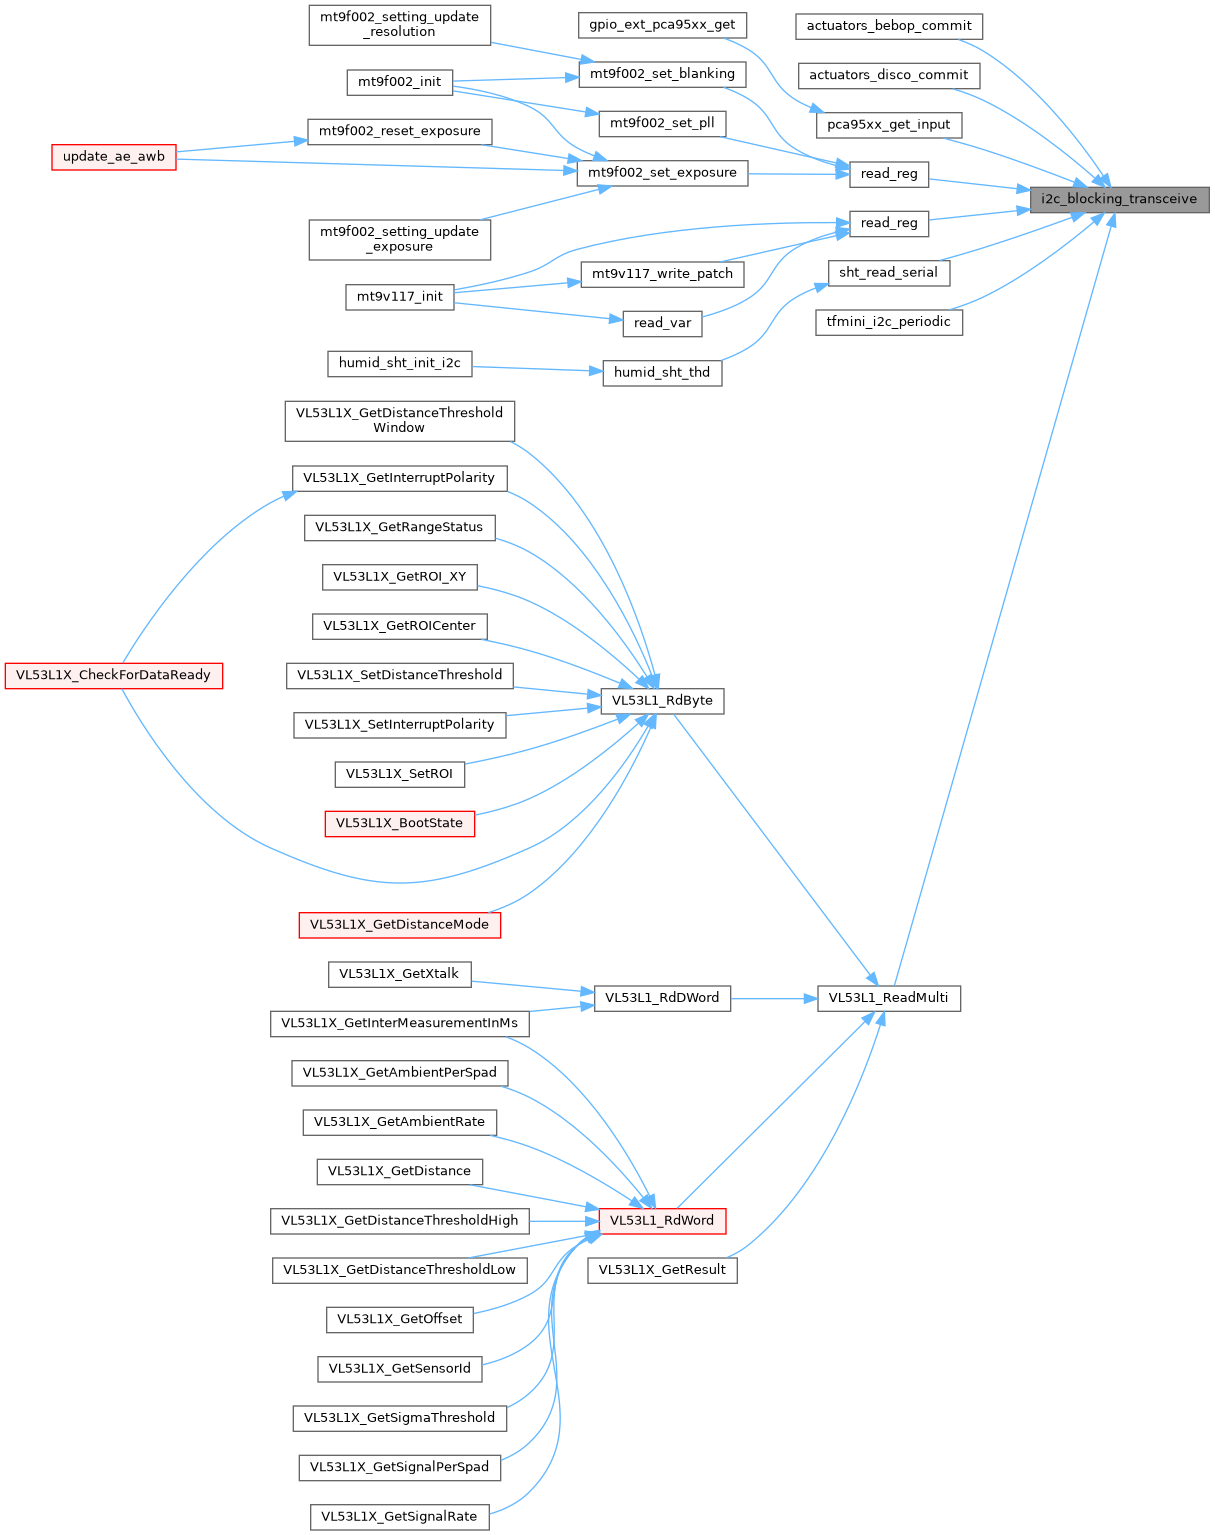 mt9f002_setting_update
_resolution
gpio_ext_pca95xx_get
actuators_bebop_commit
mt9f002_init
mt9f002_set_blanking
actuators_disco_commit
mt9f002_reset_exposure
mt9f002_set_pll
pca95xx_get_input
update_ae_awb
mt9f002_set_exposure
read_reg
i2c_blocking_transceive
mt9f002_setting_update
_exposure
read_reg
mt9v117_init
mt9v117_write_patch
sht_read_serial
read_var
tfmini_i2c_periodic
humid_sht_init_i2c
humid_sht_thd
VL53L1X_GetDistanceThreshold
Window
VL53L1X_GetInterruptPolarity
VL53L1X_GetRangeStatus
VL53L1X_GetROI_XY
VL53L1X_GetROICenter
VL53L1X_CheckForDataReady
VL53L1X_SetDistanceThreshold
VL53L1_RdByte
VL53L1X_SetInterruptPolarity
VL53L1X_SetROI
VL53L1X_BootState
VL53L1X_GetDistanceMode
VL53L1X_GetXtalk
VL53L1_RdDWord
VL53L1_ReadMulti
VL53L1X_GetInterMeasurementInMs
VL53L1X_GetAmbientPerSpad
VL53L1X_GetAmbientRate
VL53L1X_GetDistance
VL53L1X_GetDistanceThresholdHigh
VL53L1_RdWord
VL53L1X_GetDistanceThresholdLow
VL53L1X_GetResult
VL53L1X_GetOffset
VL53L1X_GetSensorId
VL53L1X_GetSigmaThreshold
VL53L1X_GetSignalPerSpad
VL53L1X_GetSignalRate